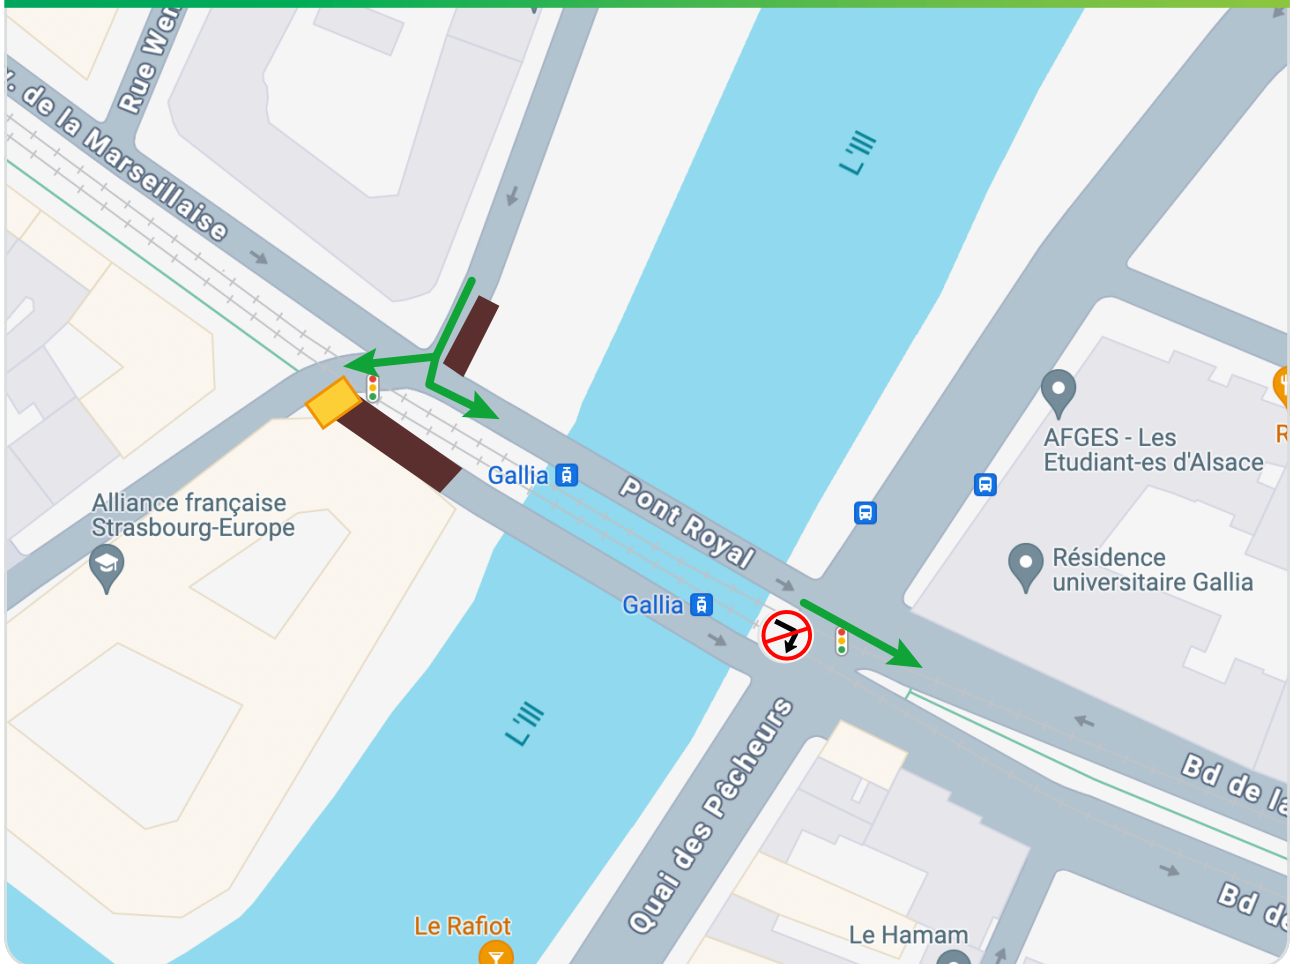 Rue Wen
v. de la Marseillaise
L'Ill
Gallia
Pont Royal
AFGES - Les
Etudiant-es d'Alsace
R
Alliance française
Strasbourg-Europe
Résidence
universitaire Gallia
Gallia
L'Ill
Quai des Pêcheurs
Bd de la
Bd de
Le Rafiot
Le Hamam